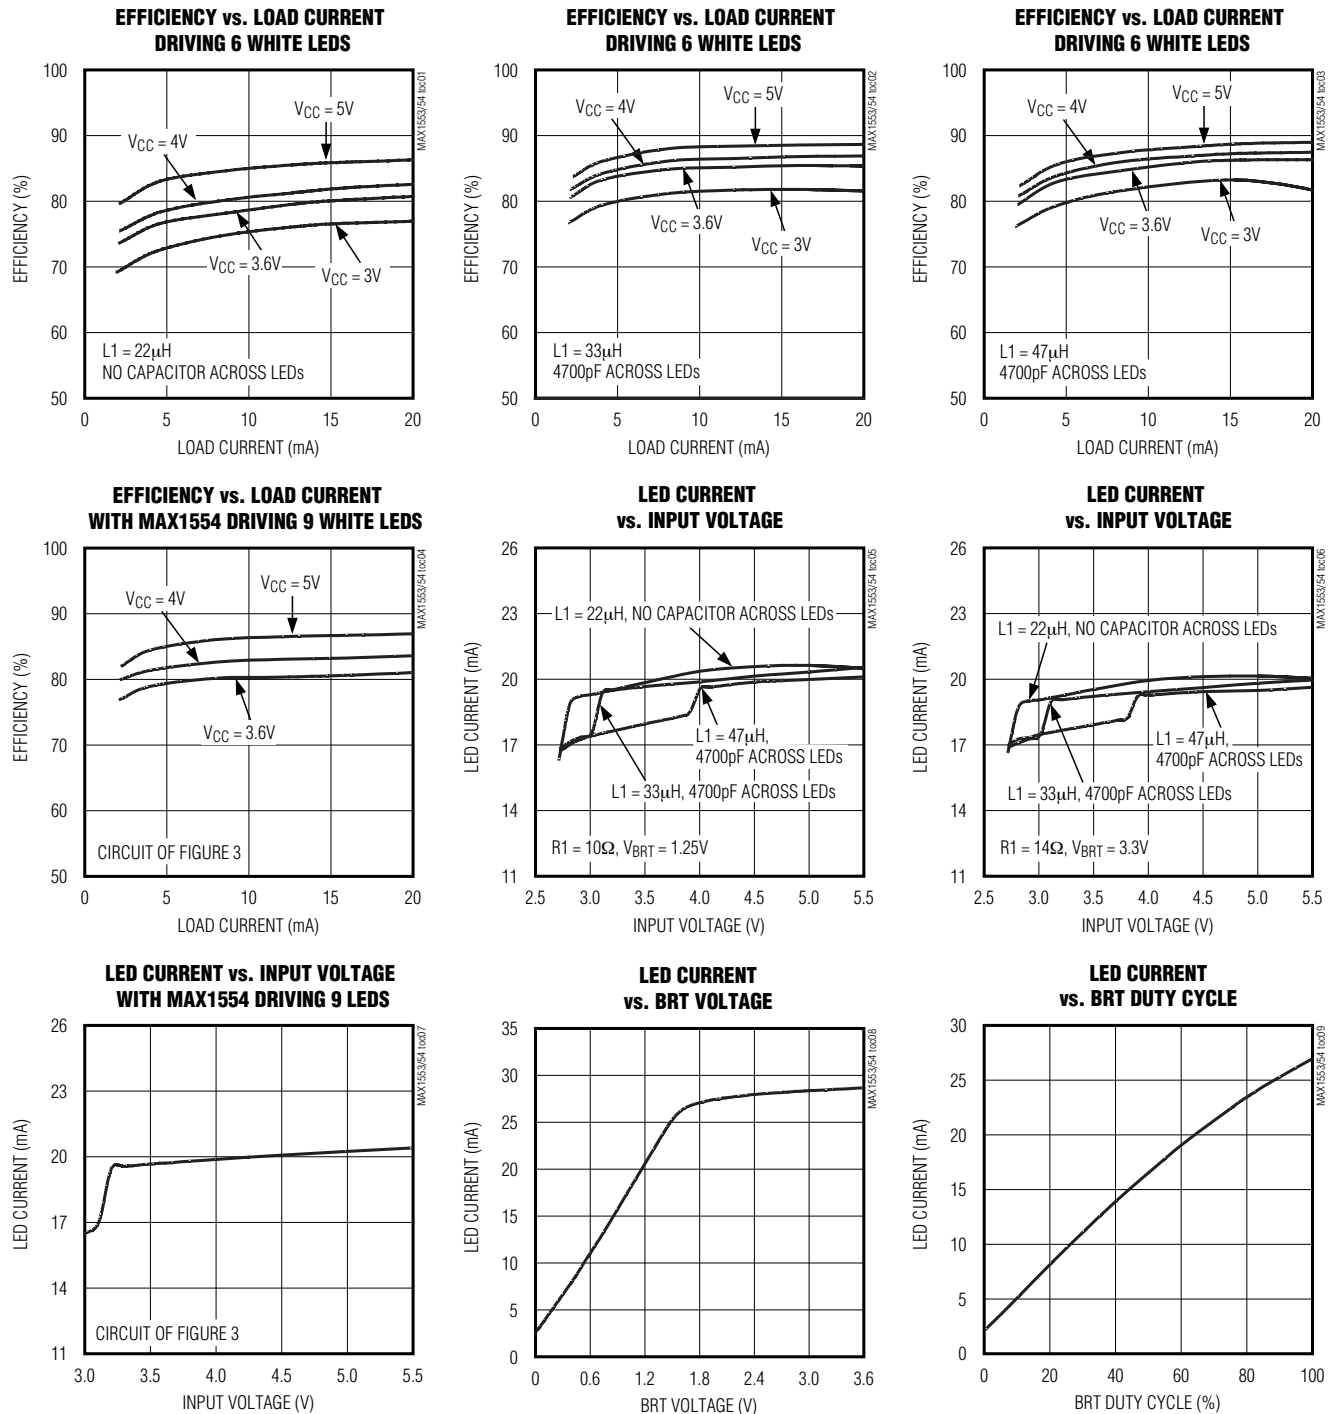 EFFICIENCY vs. LOAD CURRENT
DRIVING 6 WHITE LEDS
MAX1553/54 toc01
EFFICIENCY (%)
100
90
80
70
60
50
VCC = 5V
VCC = 4V
VCC = 3.6V
VCC = 3V
L1 = 22µH
NO CAPACITOR ACROSS LEDs
0 5 10 15 20
LOAD CURRENT (mA)
EFFICIENCY vs. LOAD CURRENT
DRIVING 6 WHITE LEDS
MAX1553/54 toc02
EFFICIENCY (%)
100
90
80
70
60
50
VCC = 5V
VCC = 4V
VCC = 3.6V
VCC = 3V
L1 = 33µH
4700pF ACROSS LEDs
0 5 10 15 20
LOAD CURRENT (mA)
EFFICIENCY vs. LOAD CURRENT
DRIVING 6 WHITE LEDS
MAX1553/54 toc03
EFFICIENCY (%)
100
90
80
70
60
50
VCC = 5V
VCC = 4V
VCC = 3.6V
VCC = 3V
L1 = 47µH
4700pF ACROSS LEDs
0 5 10 15 20
LOAD CURRENT (mA)
EFFICIENCY vs. LOAD CURRENT
WITH MAX1554 DRIVING 9 WHITE LEDS
MAX1553/54 toc04
EFFICIENCY (%)
100
90
80
70
60
50
VCC = 5V
VCC = 4V
VCC = 3.6V
CIRCUIT OF FIGURE 3
0 5 10 15 20
LOAD CURRENT (mA)
LED CURRENT
vs. INPUT VOLTAGE
MAX1553/54 toc05
LED CURRENT (mA)
26
23
20
17
14
11
L1 = 22µH, NO CAPACITOR ACROSS LEDs
L1 = 47µH,
4700pF ACROSS LEDs
L1 = 33µH, 4700pF ACROSS LEDs
R1 = 10Ω, VBRT = 1.25V
2.5 3.0 3.5 4.0 4.5 5.0 5.5
INPUT VOLTAGE (V)
LED CURRENT
vs. INPUT VOLTAGE
MAX1553/54 toc06
LED CURRENT (mA)
26
23
20
17
14
11
L1 = 22µH, NO CAPACITOR ACROSS LEDs
L1 = 47µH,
4700pF ACROSS LEDs
L1 = 33µH, 4700pF ACROSS LEDs
R1 = 14Ω, VBRT = 3.3V
2.5 3.0 3.5 4.0 4.5 5.0 5.5
INPUT VOLTAGE (V)
LED CURRENT vs. INPUT VOLTAGE
WITH MAX1554 DRIVING 9 LEDS
MAX1553/54 toc07
LED CURRENT (mA)
26
23
20
17
14
11
CIRCUIT OF FIGURE 3
3.0 3.5 4.0 4.5 5.0 5.5
INPUT VOLTAGE (V)
LED CURRENT
vs. BRT VOLTAGE
MAX1553/54 toc08
LED CURRENT (mA)
35
30
25
20
15
10
5
0
0 0.6 1.2 1.8 2.4 3.0 3.6
BRT VOLTAGE (V)
LED CURRENT
vs. BRT DUTY CYCLE
MAX1553/54 toc09
LED CURRENT (mA)
30
25
20
15
10
5
0
0 20 40 60 80 100
BRT DUTY CYCLE (%)